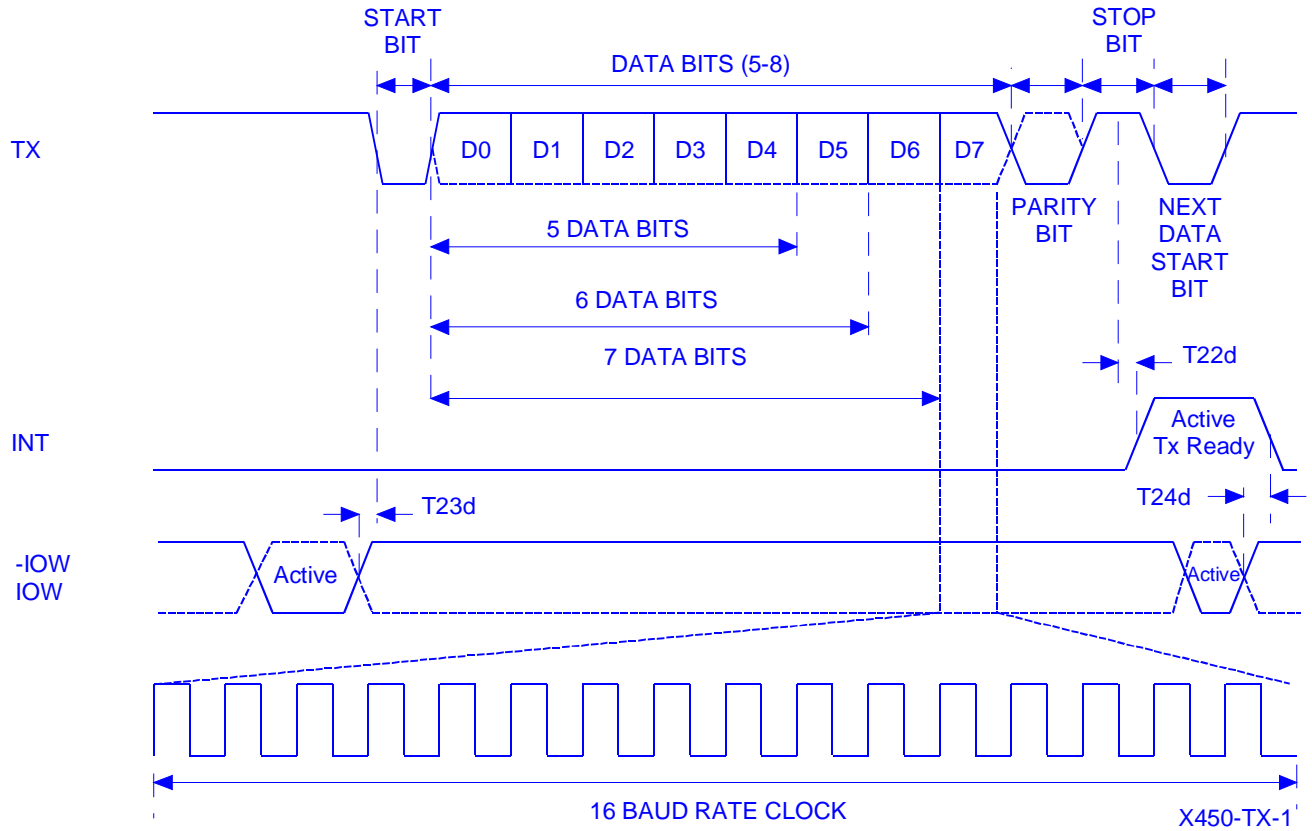 START
BIT
STOP
BIT
DATA BITS (5-8)
TX
D0 D1 D2 D3 D4 D5 D6 D7
PARITY
BIT
NEXT
DATA
START
BIT
5 DATA BITS
6 DATA BITS
7 DATA BITS
T22d
INT
Active
Tx Ready
T23d
T24d
-IOW
IOW
Active
Active
16 BAUD RATE CLOCK
X450-TX-1